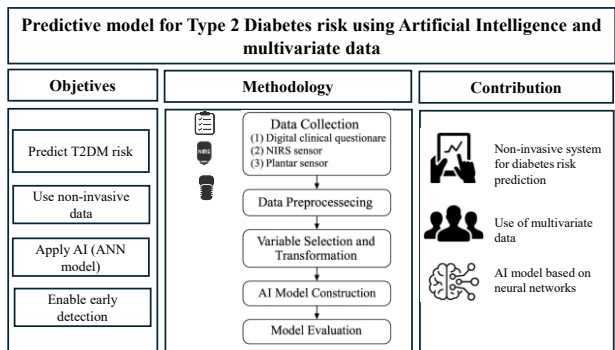 Predictive model for Type 2 Diabetes risk using Artificial Intelligence and
multivariate data
Objetives
Methodology
Contribution
Predict T2DM risk
Use non-invasive
data
Apply AI (ANN
model)
Enable early
detection
NIRS
Data Collection
(1) Digital clinical questionare
(2) NIRS sensor
(3) Plantar sensor
Data Preprocessecing
Variable Selection and
Transformation
AI Model Construction
Model Evaluation
Non-invasive system
for diabetes risk
prediction
Use of multivariate
data
AI model based on
neural networks